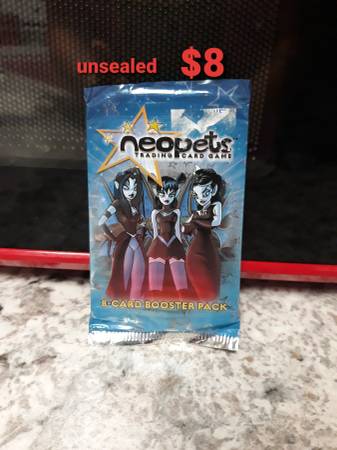 unsealed $8
neopets
TRADING CARD GAME
8-CARD BOOSTER PACK